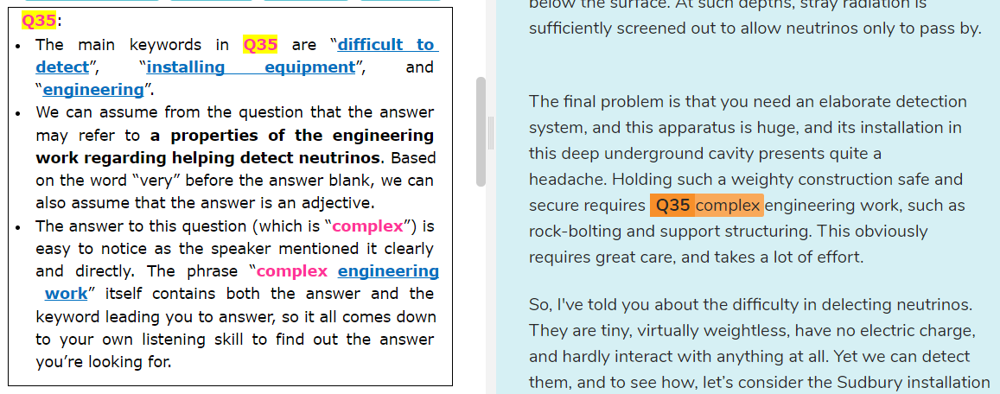 Q35:
• The main keywords in Q35 are “difficult to
detect”, “installing equipment”, and
“engineering”.
• We can assume from the question that the answer
may refer to a properties of the engineering
work regarding helping detect neutrinos. Based
on the word “very” before the answer blank, we can
also assume that the answer is an adjective.
• The answer to this question (which is “complex”) is
easy to notice as the speaker mentioned it clearly
and directly. The phrase “complex engineering
work” itself contains both the answer and the
keyword leading you to answer, so it all comes down
to your own listening skill to find out the answer
you’re looking for.
below the surface. At such depths, stray radiation is
sufficiently screened out to allow neutrinos only to pass by.
The final problem is that you need an elaborate detection
system, and this apparatus is huge, and its installation in
this deep underground cavity presents quite a
headache. Holding such a weighty construction safe and
secure requires Q35 complex engineering work, such as
rock-bolting and support structuring. This obviously
requires great care, and takes a lot of effort.
So, I've told you about the difficulty in delecting neutrinos.
They are tiny, virtually weightless, have no electric charge,
and hardly interact with anything at all. Yet we can detect
them, and to see how, let’s consider the Sudbury installation